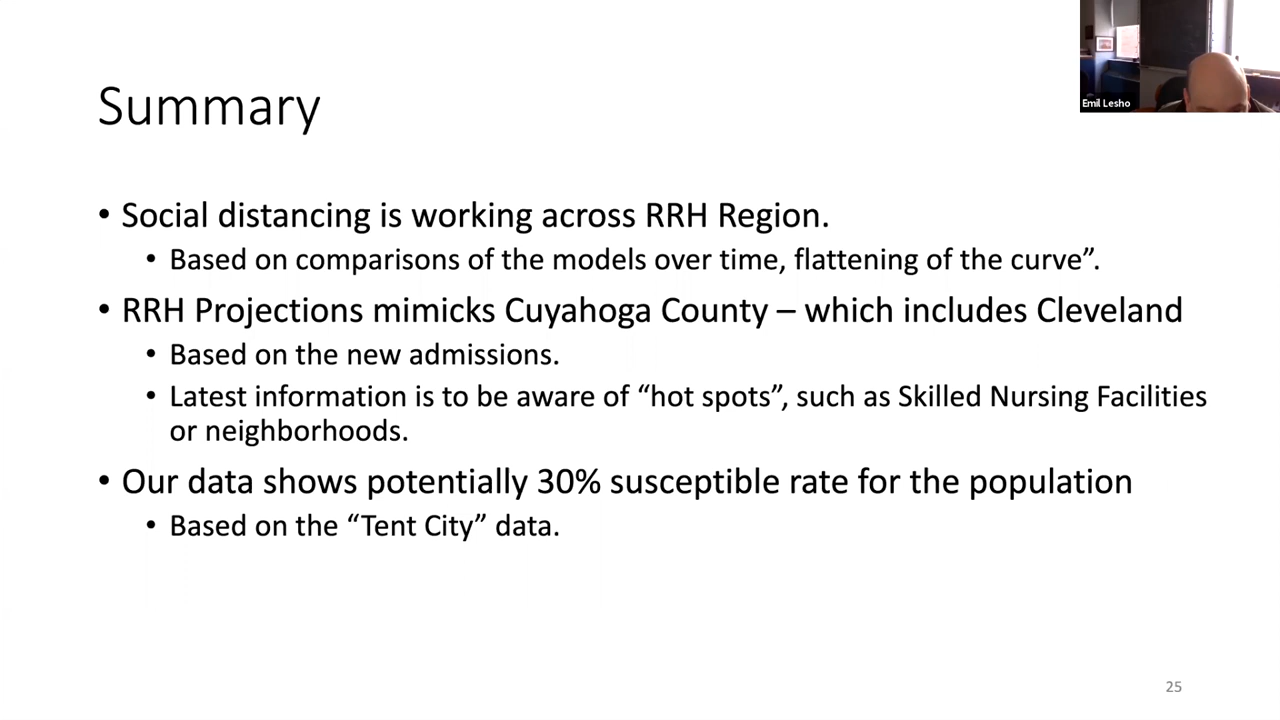 Emil Lesho
Summary
• Social distancing is working across RRH Region.
• Based on comparisons of the models over time, flattening of the curve”.
• RRH Projections mimicks Cuyahoga County – which includes Cleveland
• Based on the new admissions.
• Latest information is to be aware of “hot spots”, such as Skilled Nursing Facilities
or neighborhoods.
• Our data shows potentially 30% susceptible rate for the population
• Based on the “Tent City” data.
25